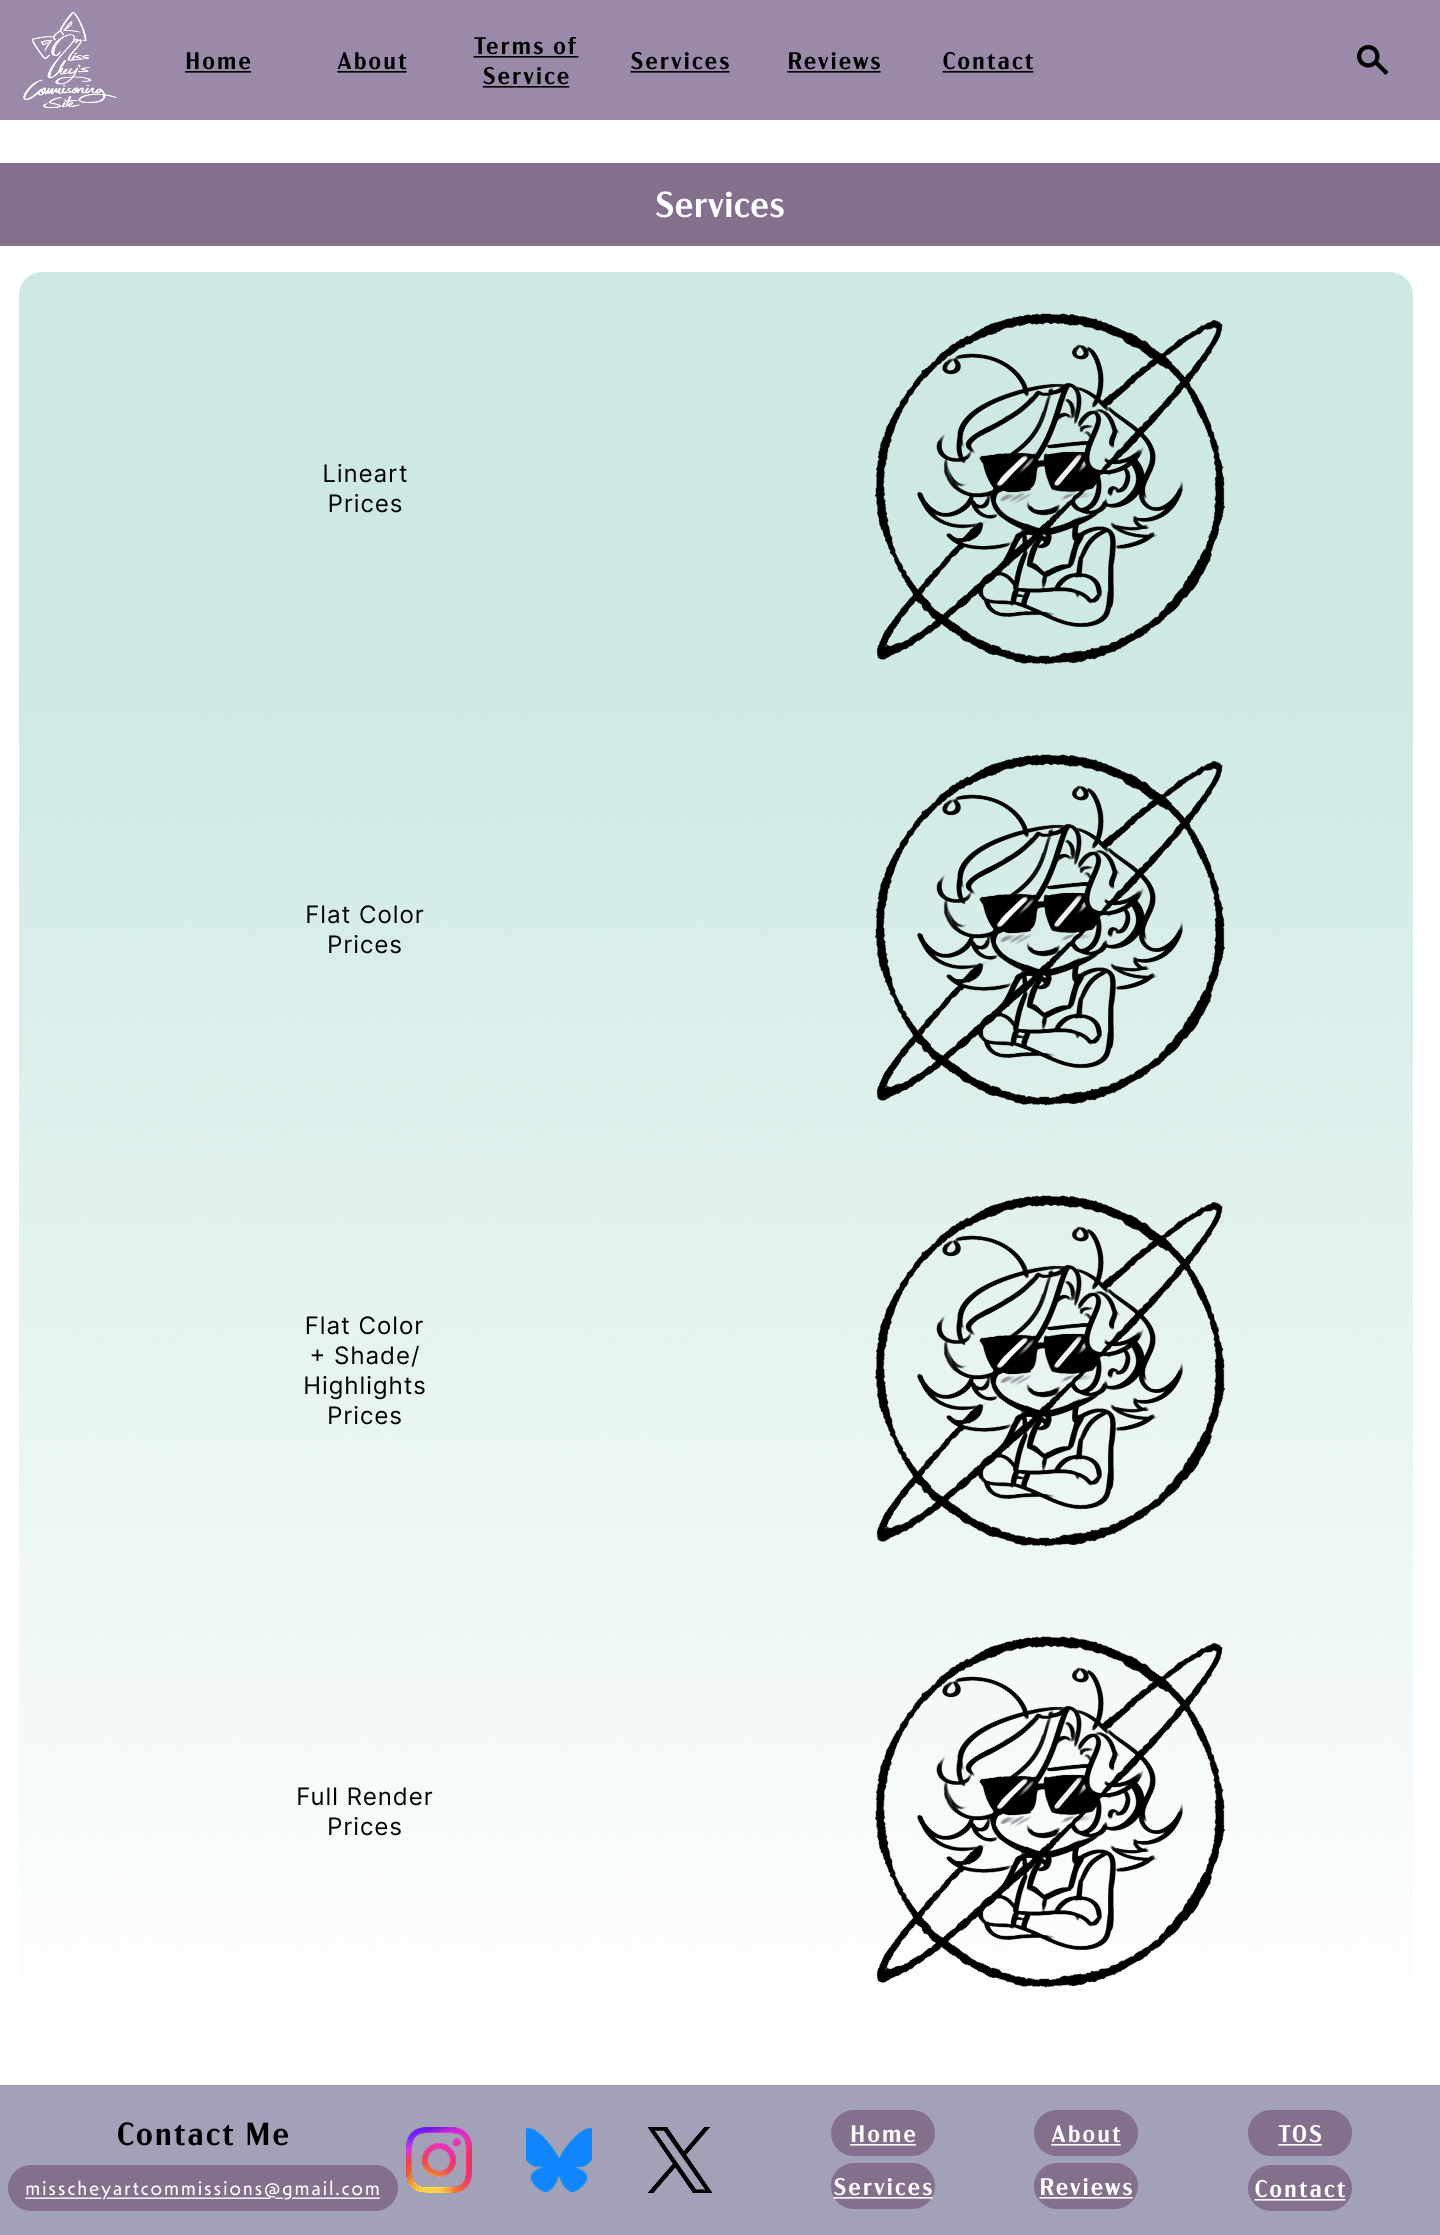 Miss
Chey's
Commissioning
Site
Home
About
Terms of
Service
Services
Reviews
Contact
Services
Lineart
Prices
Flat Color
Prices
Flat Color
+ Shade/
Highlights
Prices
Full Render
Prices
Contact Me
misscheyartcommissions@gmail.com
Home
About
TOS
Services
Reviews
Contact